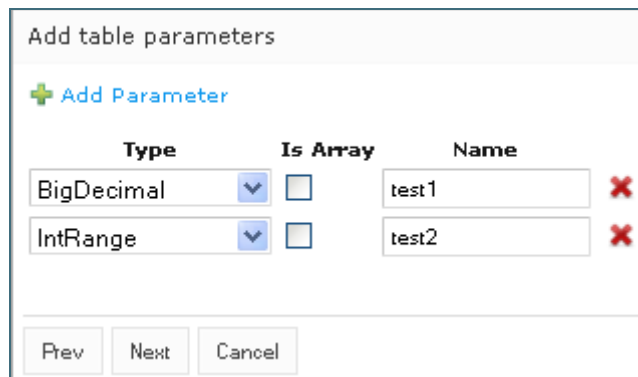 Add table parameters
Add Parameter
Type Is Array Name
BigDecimal test1
IntRange test2
Prev Next Cancel